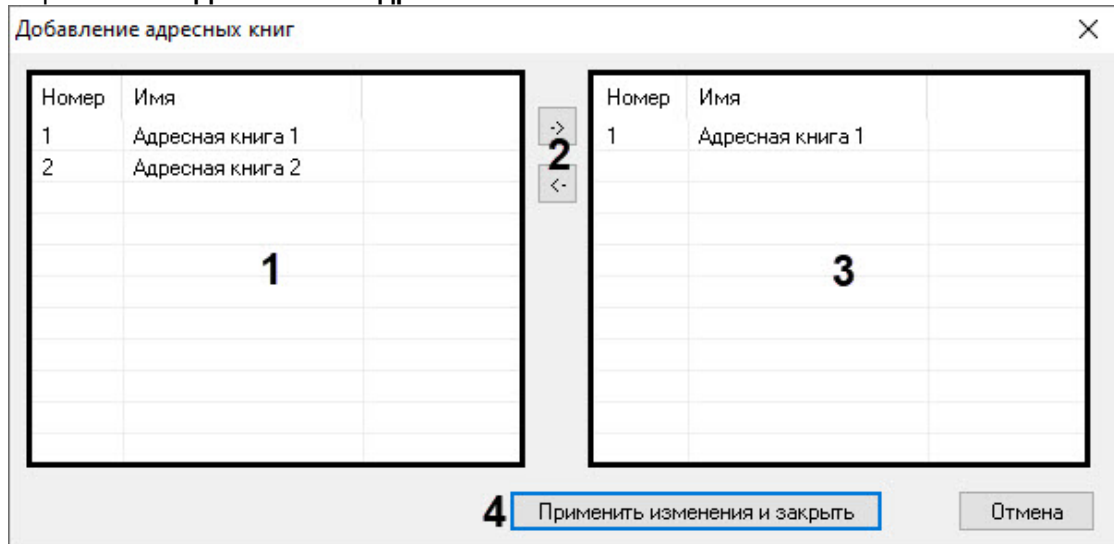 Добавление адресных книг
Номер Имя
1 Адресная книга 1
2 Адресная книга 2
1
->
2
<-
Номер Имя
1 Адресная книга 1
3
4 Применить изменения и закрыть Отмена